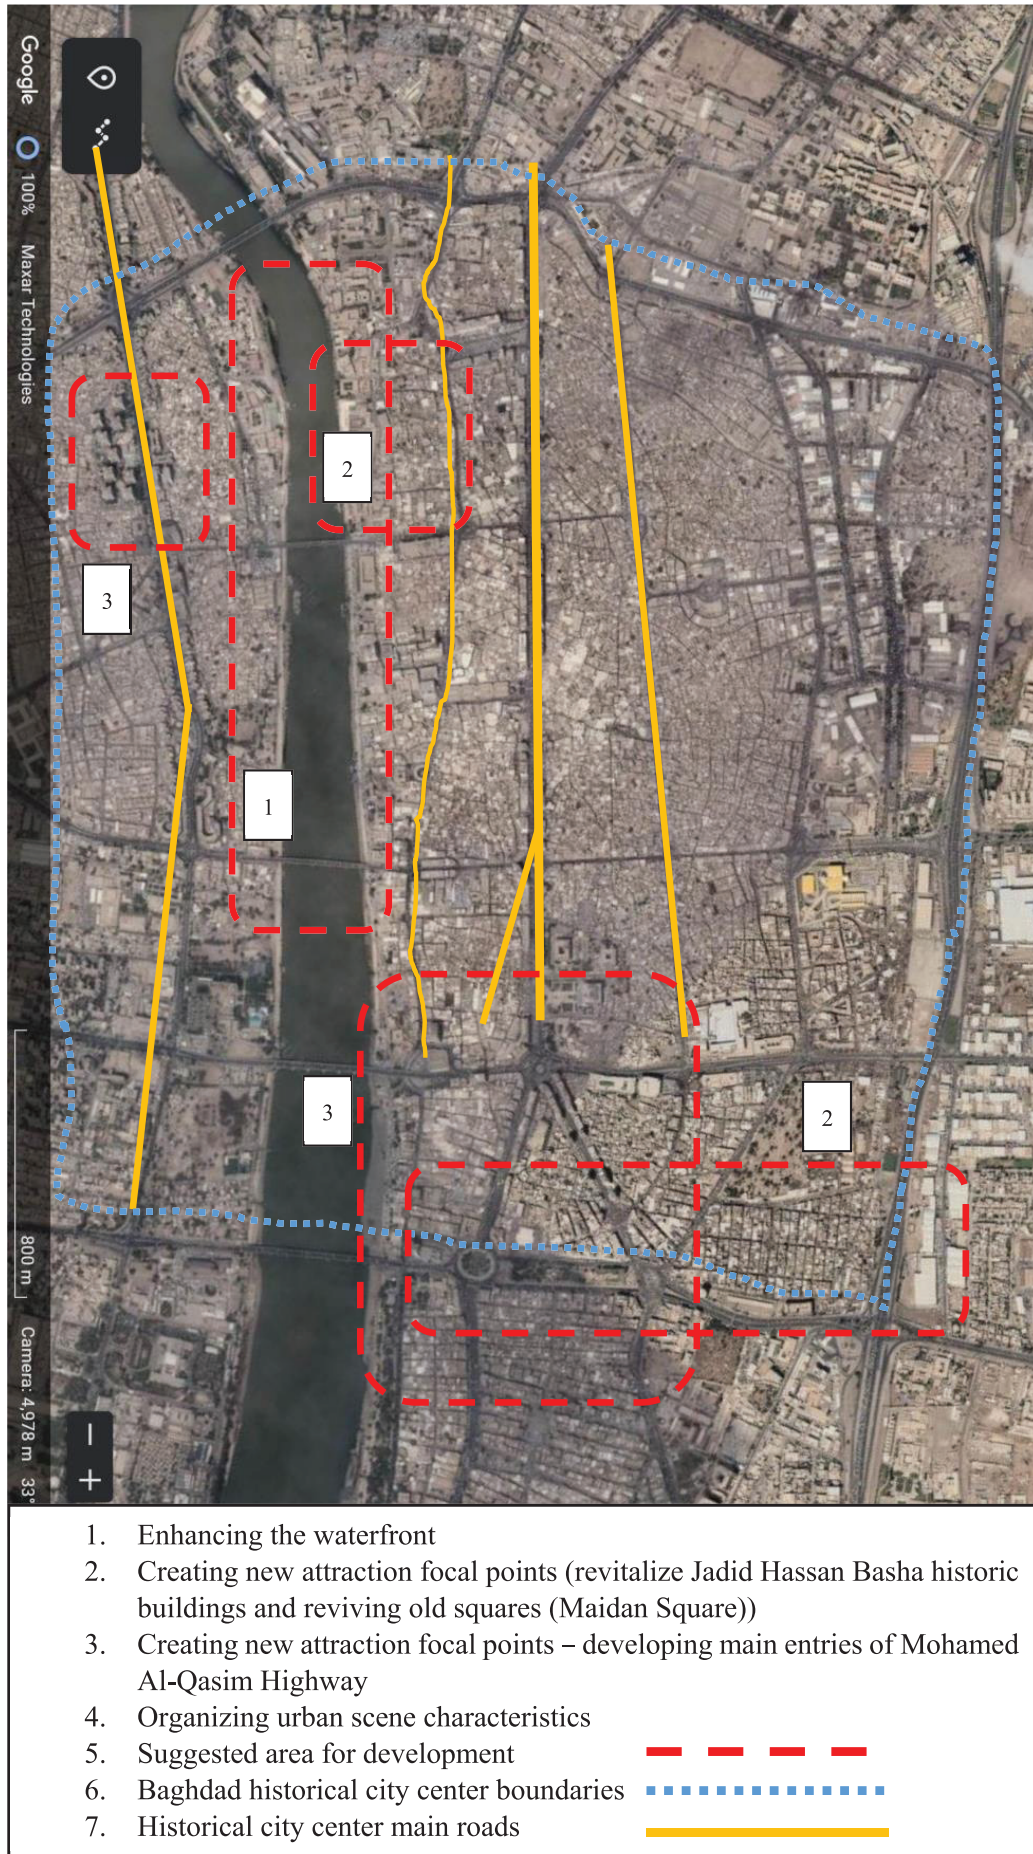 Google
100%
Maxar Technologies
800 m
Camera: 4,978 m
33°
2
3
1
3
2
1. Enhancing the waterfront
2. Creating new attraction focal points (revitalize Jadid Hassan Basha historic
buildings and reviving old squares (Maidan Square))
3. Creating new attraction focal points – developing main entries of Mohamed
Al-Qasim Highway
4. Organizing urban scene characteristics
5. Suggested area for development
6. Baghdad historical city center boundaries
7. Historical city center main roads